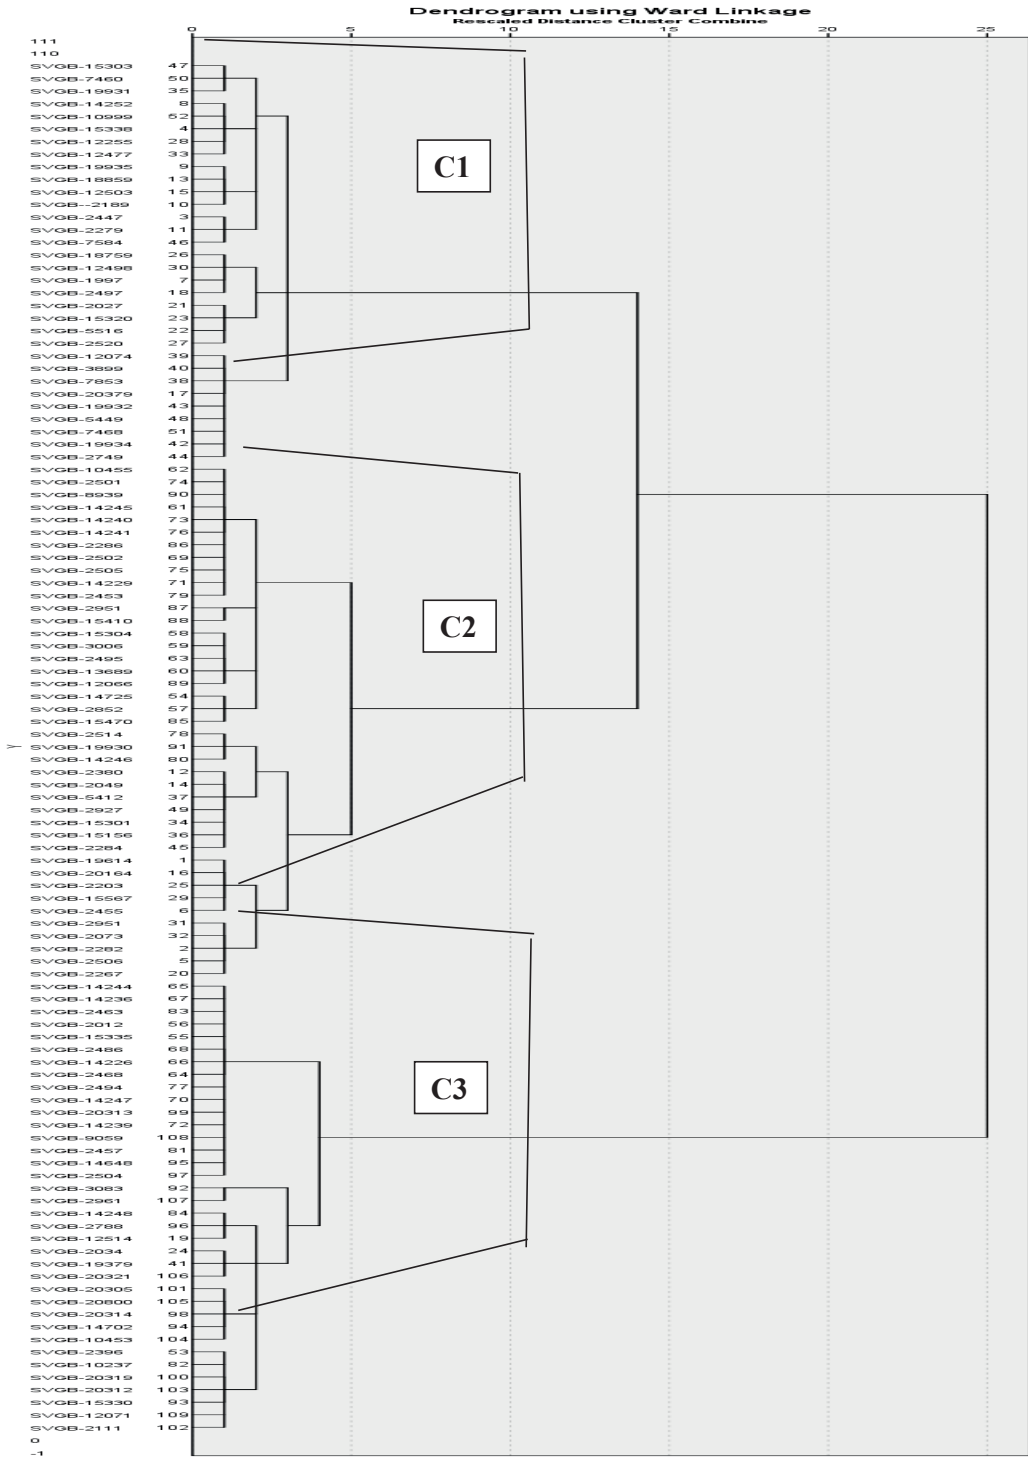 Dendrogram using Ward Linkage
Rescaled Distance Cluster Combine
0 5 10 15 20 25
111
110
SVGB-15303 47
SVGB-7460 50
SVGB-19931 35
SVGB-14252 8
SVGB-10999 52
SVGB-15338 4
SVGB-12255 28
SVGB-12477 33
SVGB-19935 9
SVGB-18859 13
SVGB-12503 15
SVGB--2189 10
SVGB-2447 3
SVGB-2279 11
SVGB-7584 46
SVGB-18759 26
SVGB-12498 30
SVGB-1997 7
SVGB-2497 18
SVGB-2027 21
SVGB-15320 23
SVGB-5516 22
SVGB-2520 27
SVGB-12074 39
SVGB-3899 40
SVGB-7853 38
SVGB-20379 17
SVGB-19932 43
SVGB-5449 48
SVGB-7468 51
SVGB-19934 42
SVGB-2749 44
SVGB-10455 62
SVGB-2501 74
SVGB-8939 90
SVGB-14245 61
SVGB-14240 73
SVGB-14241 76
SVGB-2286 86
SVGB-2502 69
SVGB-2505 75
SVGB-14229 71
SVGB-2453 79
SVGB-2951 87
SVGB-15410 88
SVGB-15304 58
SVGB-3006 59
SVGB-2495 63
SVGB-13689 60
SVGB-12066 89
SVGB-14725 54
SVGB-2852 57
SVGB-15470 85
SVGB-2514 78
SVGB-19930 91
SVGB-14246 80
SVGB-2380 12
SVGB-2049 14
SVGB-5412 37
SVGB-2927 49
SVGB-15301 34
SVGB-15156 36
SVGB-2284 45
SVGB-19614 1
SVGB-20164 16
SVGB-2203 25
SVGB-15567 29
SVGB-2455 6
SVGB-2951 31
SVGB-2073 32
SVGB-2282 2
SVGB-2506 5
SVGB-2267 20
SVGB-14244 65
SVGB-14236 67
SVGB-2463 83
SVGB-2012 56
SVGB-15335 55
SVGB-2486 68
SVGB-14226 66
SVGB-2468 64
SVGB-2494 77
SVGB-14247 70
SVGB-20313 99
SVGB-14239 72
SVGB-9059 108
SVGB-2457 81
SVGB-14648 95
SVGB-2504 97
SVGB-3083 92
SVGB-2961 107
SVGB-14248 84
SVGB-2788 96
SVGB-12514 19
SVGB-2034 24
SVGB-19379 41
SVGB-20321 106
SVGB-20305 101
SVGB-20800 105
SVGB-20314 98
SVGB-14702 94
SVGB-10453 104
SVGB-2396 53
SVGB-10237 82
SVGB-20319 100
SVGB-20312 103
SVGB-15330 93
SVGB-12071 109
SVGB-2111 102
0
-1
Y
C1
C2
C3